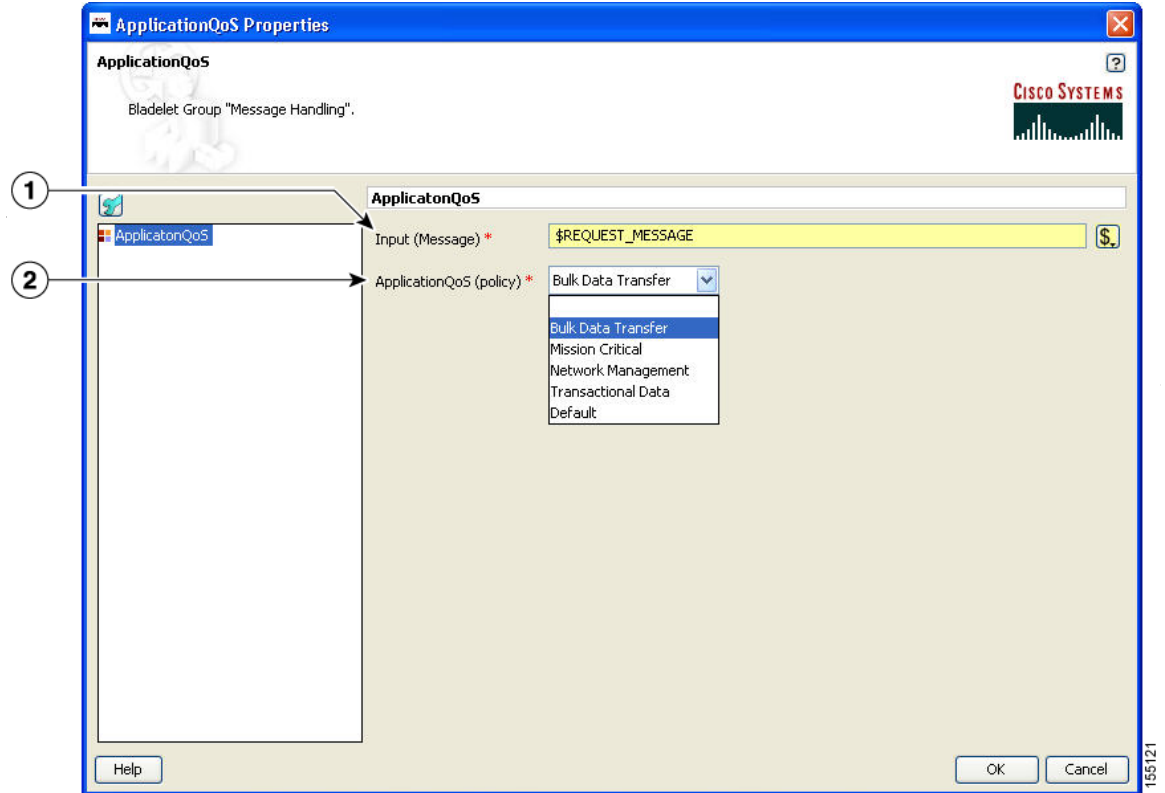 ApplicationQoS Properties
ApplicationQoS
?
Bladelet Group "Message Handling".
CISCO SYSTEMS
1
ApplicatonQoS
ApplicatonQoS
Input (Message) *
$REQUEST_MESSAGE
$
2
ApplicationQoS (policy) *
Bulk Data Transfer
Bulk Data Transfer
Mission Critical
Network Management
Transactional Data
Default
Help
OK
Cancel
155121